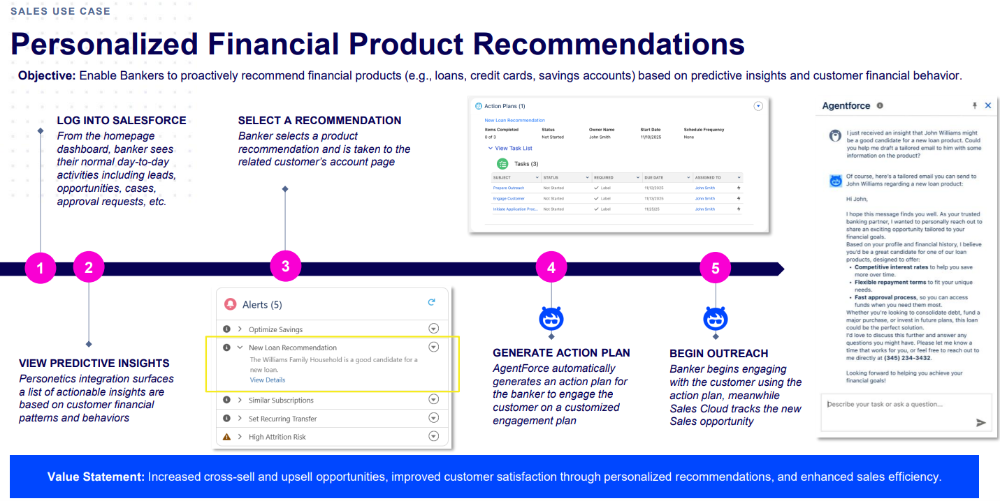 SALES USE CASE
Personalized Financial Product Recommendations
Objective: Enable Bankers to proactively recommend financial products (e.g., loans, credit cards, savings accounts) based on predictive insights and customer financial behavior.
LOG INTO SALESFORCE
From the homepage
dashboard, banker sees
their normal day-to-day
activities including leads,
opportunities, cases,
approval requests, etc.
SELECT A RECOMMENDATION
Banker selects a product
recommendation and is taken to the
related customer's account page
Action Plans (1)
New Loan Recommendation
Items Completed Status Owner Name Start Date Schedule Frequency
0 of 3 Not Started John Smith 11/10/2025 None
View Task List
Tasks (3)
SUBJECT STATUS REQUIRED DUE DATE ASSIGNED TO
Prepare Outreach Not Started Label 11/12/2025 John Smith
Engage Customer Not Started Label 11/13/2025 John Smith
Initiate Application Proc... Not Started Label 11/25/25 John Smith
1
2
3
4
5
VIEW PREDICTIVE INSIGHTS
Personetics integration surfaces
a list of actionable insights are
based on customer financial
patterns and behaviors
Alerts (5)
Optimize Savings
New Loan Recommendation
The Williams Family Household is a good candidate for a
new loan.
View Details
Similar Subscriptions
Set Recurring Transfer
High Attrition Risk
GENERATE ACTION PLAN
AgentForce automatically
generates an action plan for
the banker to engage the
customer on a customized
engagement plan
BEGIN OUTREACH
Banker begins engaging
with the customer using the
action plan, meanwhile
Sales Cloud tracks the new
Sales opportunity
Agentforce
I just received an insight that John Williams might
be a good candidate for a new loan product. Could
you help me draft a tailored email to him with some
information on the product?
Of course, here's a tailored email you can send to
John Williams regarding a new loan product:
Hi John,
I hope this message finds you well. As your trusted
banking partner, I wanted to personally reach out to
share an exciting opportunity tailored to your
financial goals.
Based on your profile and financial history, I believe
you'd be a great candidate for one of our loan
products, designed to offer:
• Competitive interest rates to help you save
more over time.
• Flexible repayment terms to fit your unique
needs.
• Fast approval process, so you can access
funds when you need them most.
Whether you're looking to consolidate debt, fund a
major purchase, or invest in future plans, this loan
could be the perfect solution.
I'd love to discuss this further and answer any
questions you might have. Please let me know a
time that works for you, or feel free to reach out to
me directly at (345) 234-3432.
Looking forward to helping you achieve your
financial goals!
Describe your task or ask a question...
Value Statement: Increased cross-sell and upsell opportunities, improved customer satisfaction through personalized recommendations, and enhanced sales efficiency.